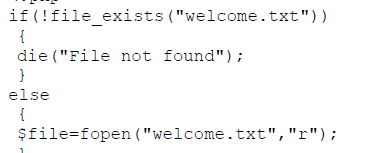 if(!file_exists("welcome.txt"))
{
die("File not found");
}
else
{
$file=fopen("welcome.txt","r");